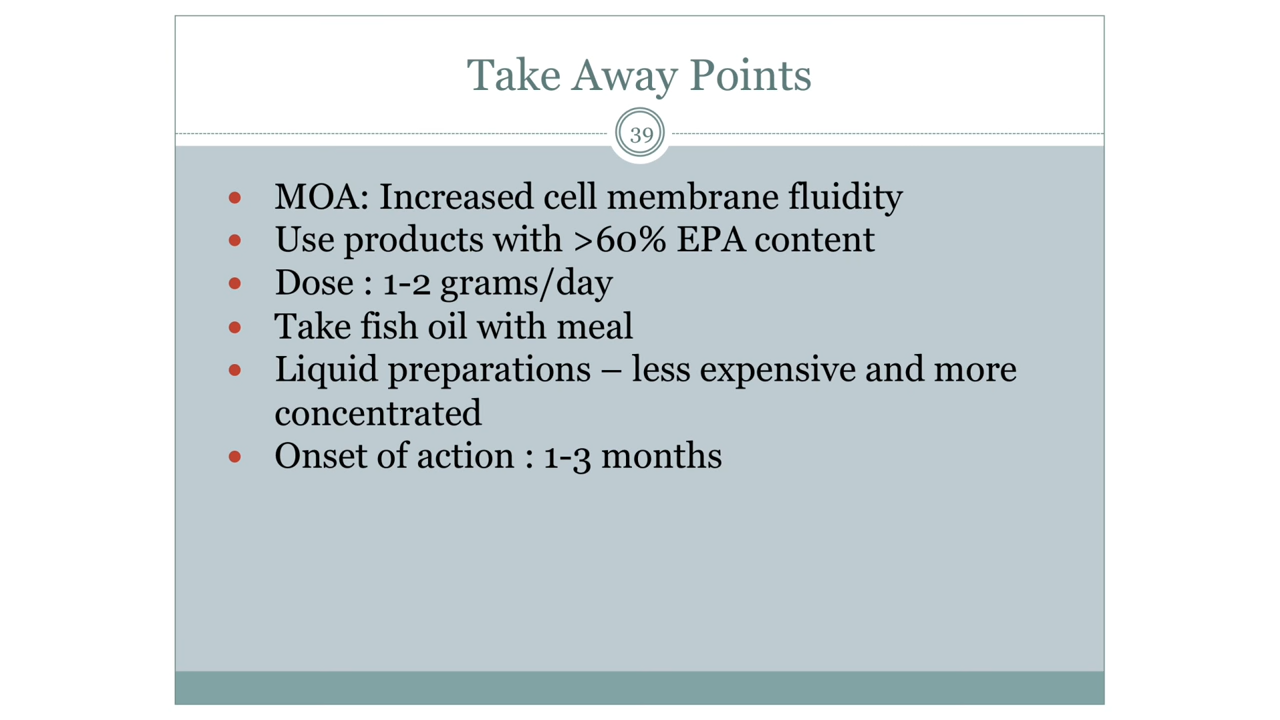 Take Away Points
39
• MOA: Increased cell membrane fluidity
• Use products with >60% EPA content
• Dose : 1-2 grams/day
• Take fish oil with meal
• Liquid preparations – less expensive and more
concentrated
• Onset of action : 1-3 months